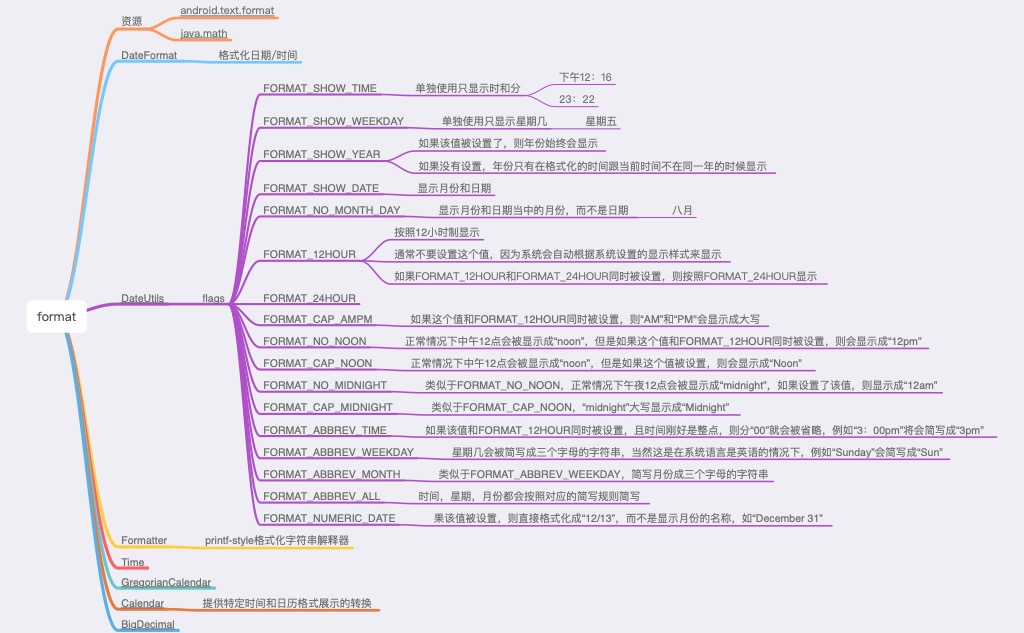 format
资源
android.text.format
java.math
DateFormat
格式化日期/时间
DateUtils
flags
FORMAT_SHOW_TIME
单独使用只显示时和分
下午12：16
23：22
FORMAT_SHOW_WEEKDAY
单独使用只显示星期几
星期五
FORMAT_SHOW_YEAR
如果该值被设置了，则年份始终会显示
如果没有设置，年份只有在格式化的时间跟当前时间不在同一年的时候显示
FORMAT_SHOW_DATE
显示月份和日期
FORMAT_NO_MONTH_DAY
显示月份和日期当中的月份，而不是日期
八月
FORMAT_12HOUR
按照12小时制显示
通常不要设置这个值，因为系统会自动根据系统设置的显示样式来显示
如果FORMAT_12HOUR和FORMAT_24HOUR同时被设置，则按照FORMAT_24HOUR显示
FORMAT_24HOUR
FORMAT_CAP_AMPM
如果这个值和FORMAT_12HOUR同时被设置，则“AM”和“PM”会显示成大写
FORMAT_NO_NOON
正常情况下中午12点会被显示成“noon”，但是如果这个值和FORMAT_12HOUR同时被设置，则会显示成“12pm”
FORMAT_CAP_NOON
正常情况下中午12点会被显示成“noon”，但是如果这个值被设置，则会显示成“Noon”
FORMAT_NO_MIDNIGHT
类似于FORMAT_NO_NOON，正常情况下午夜12点会被显示成“midnight”，如果设置了该值，则显示成“12am”
FORMAT_CAP_MIDNIGHT
类似于FORMAT_CAP_NOON，“midnight”大写显示成“Midnight”
FORMAT_ABBREV_TIME
如果该值和FORMAT_12HOUR同时被设置，且时间刚好是整点，则分“00”就会被省略，例如“3：00pm”将会简写成“3pm”
FORMAT_ABBREV_WEEKDAY
星期几会被简写成三个字母的字符串，当然这是在系统语言是英语的情况下，例如“Sunday”会简写成“Sun”
FORMAT_ABBREV_MONTH
类似于FORMAT_ABBREV_WEEKDAY，简写月份成三个字母的字符串
FORMAT_ABBREV_ALL
时间，星期，月份都会按照对应的简写规则简写
FORMAT_NUMERIC_DATE
果该值被设置，则直接格式化成“12/13”，而不是显示月份的名称，如“December 31”
Formatter
printf-style格式化字符串解释器
Time
GregorianCalendar
Calendar
提供特定时间和日历格式展示的转换
BigDecimal